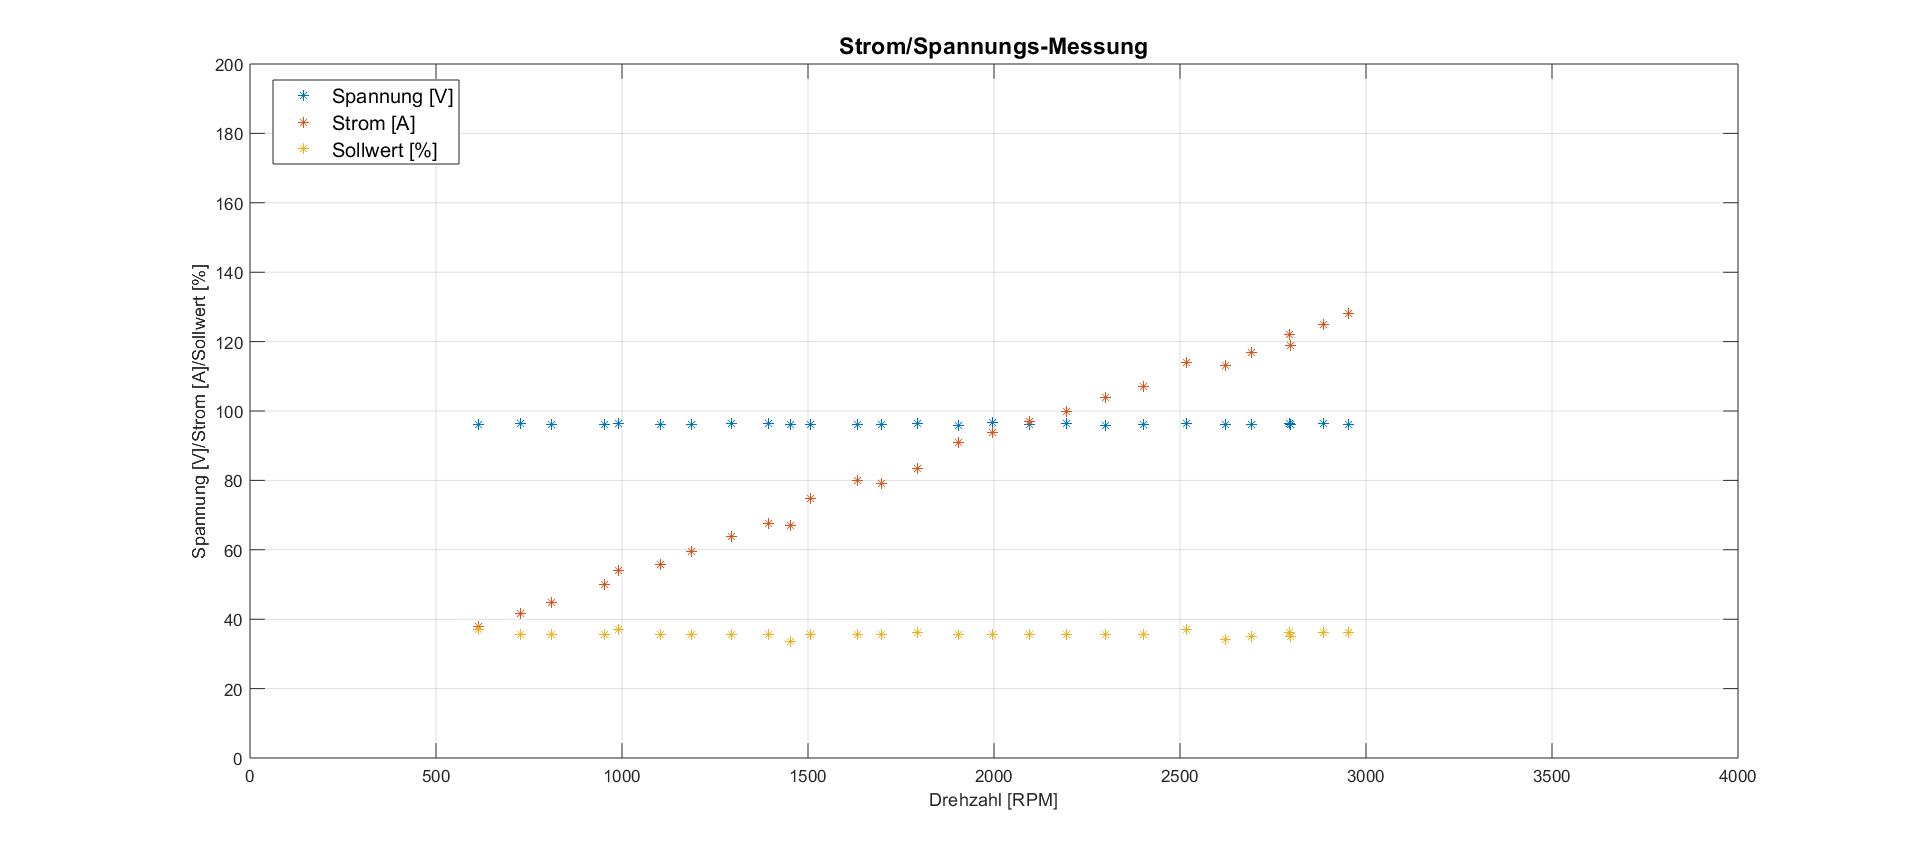 Strom/Spannungs-Messung
Spannung [V]
Strom [A]
Sollwert [%]
200
180
160
140
120
100
80
60
40
20
0
Spannung [V]/Strom [A]/Sollwert [%]
0 500 1000 1500 2000 2500 3000 3500 4000
Drehzahl [RPM]